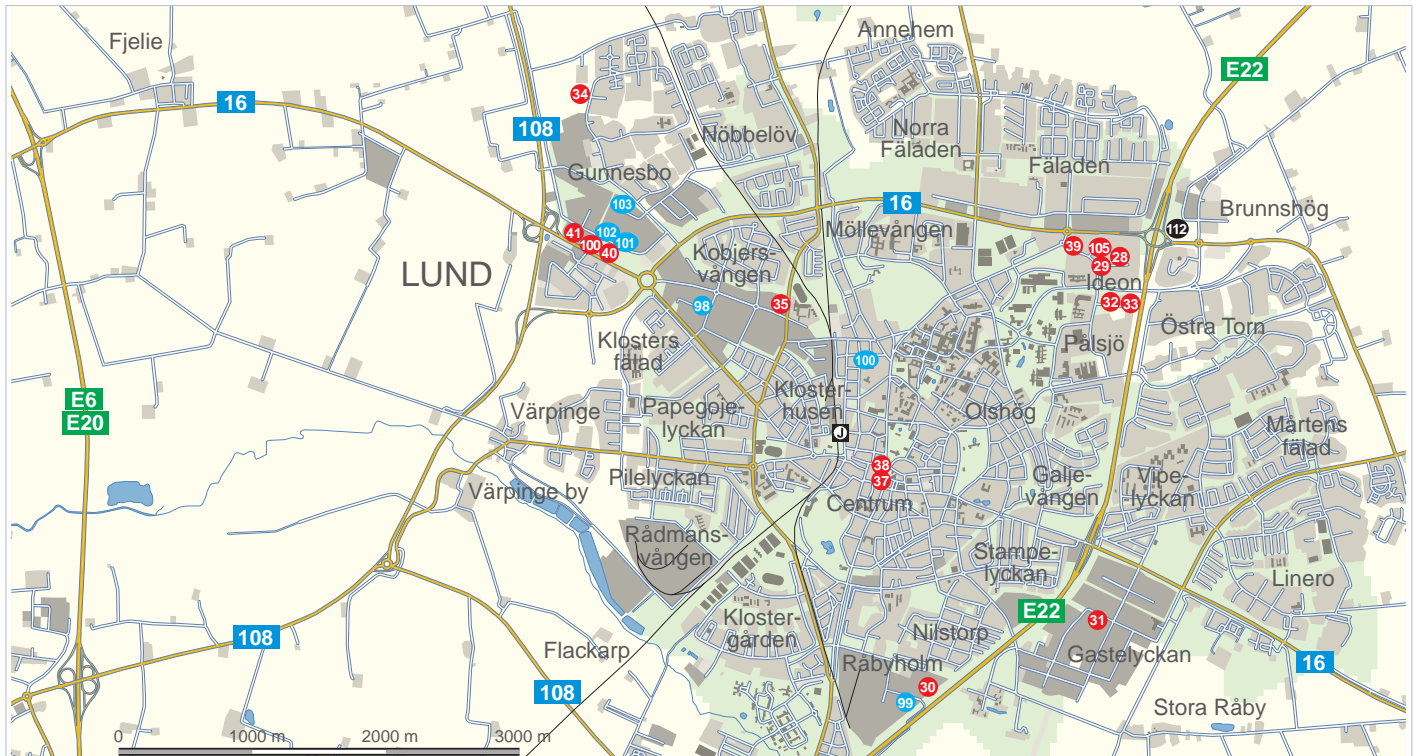 Fjelie
Annehem
E22
16
34
108
Nöbbelöv
Norra
Fäladen
Fäladen
Gunnesbo
103
16
Brunnshög
41
102
101
100
40
Möllevången
112
39
105
28
29
Ideon
LUND
Kobjers-
vången
98
35
32
33
Östra Torn
Pålsjö
Klosters
fälad
100
E6
E20
Värpinge
Papegoje-
lyckan
Kloster-
husen
Olshög
Mårtens
fälad
J
38
37
Centrum
Värpinge by
Pilelyckan
Galje-
vången
Vipe-
lyckan
Rådmans-
vången
Stampe-
lyckan
Linero
E22
31
Kloster-
gården
Nilstorp
108
Flackarp
Råbyholm
Gastelyckan
16
30
99
108
Stora Råby
0
1000 m
2000 m
3000 m